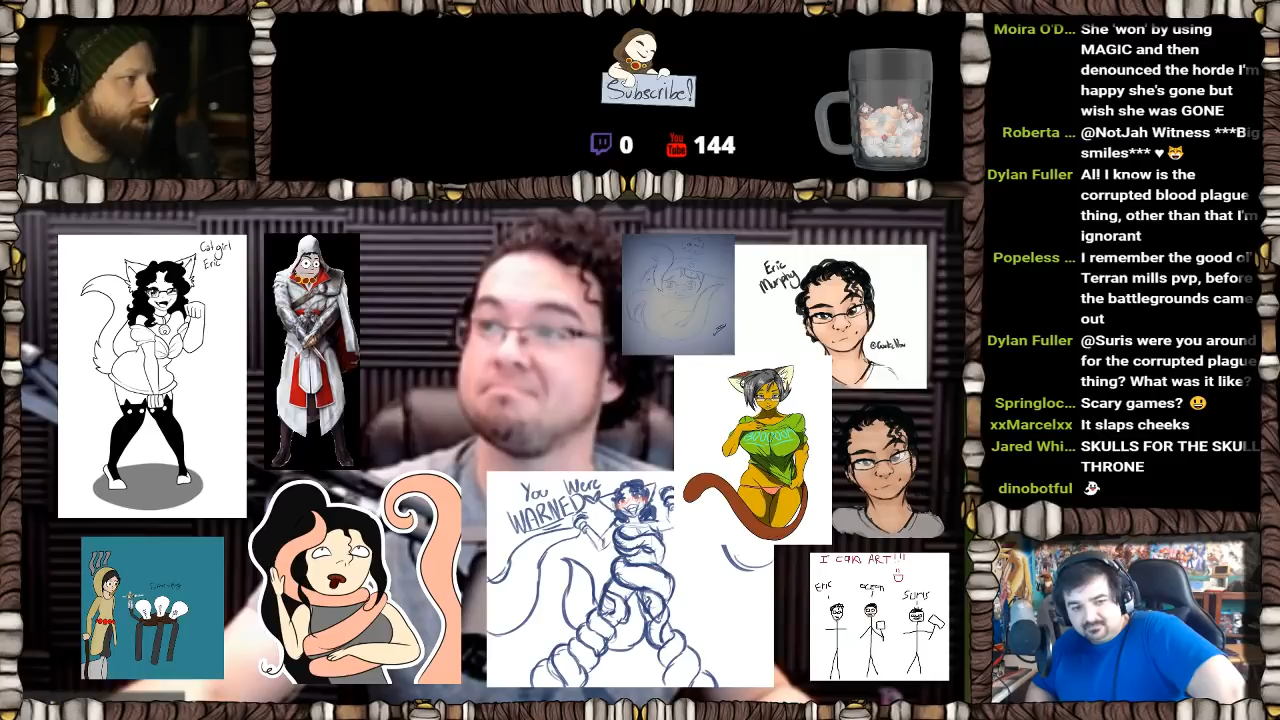 Subscribe!
0
You
Tube
144
Catgirl
Eric
Eric
Murphy
You Were
WARNED
I CAN ART!!!
Eric
Suris
Moira O'D... She 'won' by using
MAGIC and then
denounced the horde I'm
happy she's gone but
wish she was GONE
Roberta ... @NotJah Witness ***Big
smiles*** ♥ 😸
Dylan Fuller All I know is the
corrupted blood plague
thing, other than that I'm
ignorant
Popeless ... I remember the good ol'
Terran mills pvp, before
the battlegrounds came
out
Dylan Fuller @Suris were you around
for the corrupted plague
thing? What was it like?
Springloc... Scary games? 😃
xxMarcelxx It slaps cheeks
Jared Whi... SKULLS FOR THE SKULL
THRONE
dinobotful 👻